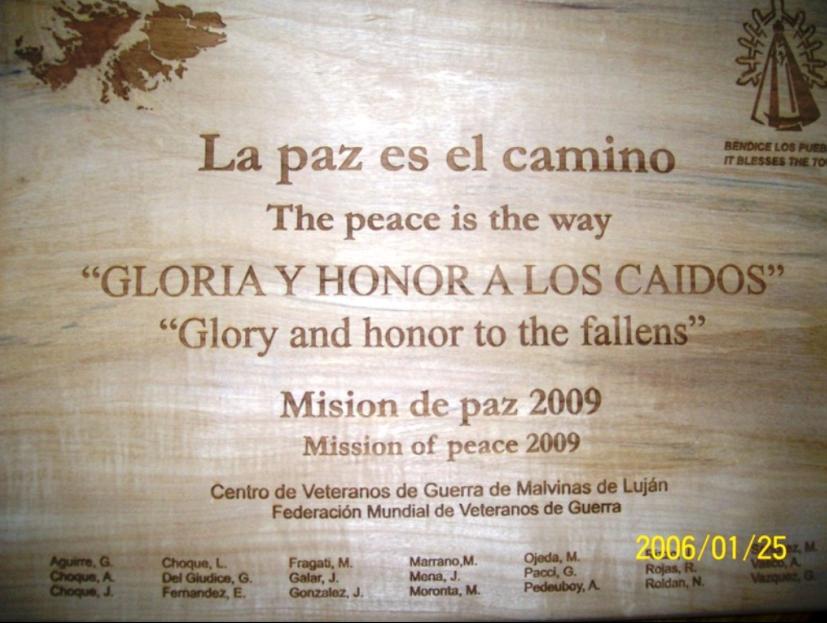 BENDICE LOS PUEB
IT BLESSES THE TO
La paz es el camino
The peace is the way
“GLORIA Y HONOR A LOS CAIDOS”
“Glory and honor to the fallens”
Mision de paz 2009
Mission of peace 2009
Centro de Veteranos de Guerra de Malvinas de Luján
Federación Mundial de Veteranos de Guerra
2006/01/25
Aguirre, G. Choque, L. Fragati, M. Marrano,M. Ojeda, M.
Choque, A. Del Giudice, G. Galar, J. Mena, J. Pacci, G. Rojas, R. Vasco, A.
Choque, J. Fernandez, E. Gonzalez, J. Moronta, M. Pedeuboy, A. Roldan, N. Vazquez, G.